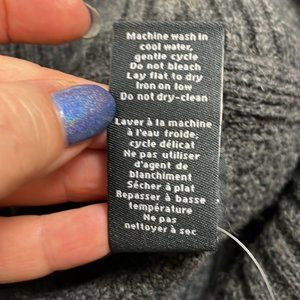 Machine wash in
cool water,
gentle cycle
Do not bleach
Lay flat to dry
Iron on low
Do not dry-clean
Laver à la machine
à l'eau froide;
cycle délicat
Ne pas utiliser
d'agent de
blanchiment
Sécher à plat
Repasser à basse
température
Ne pas
nettoyer à sec